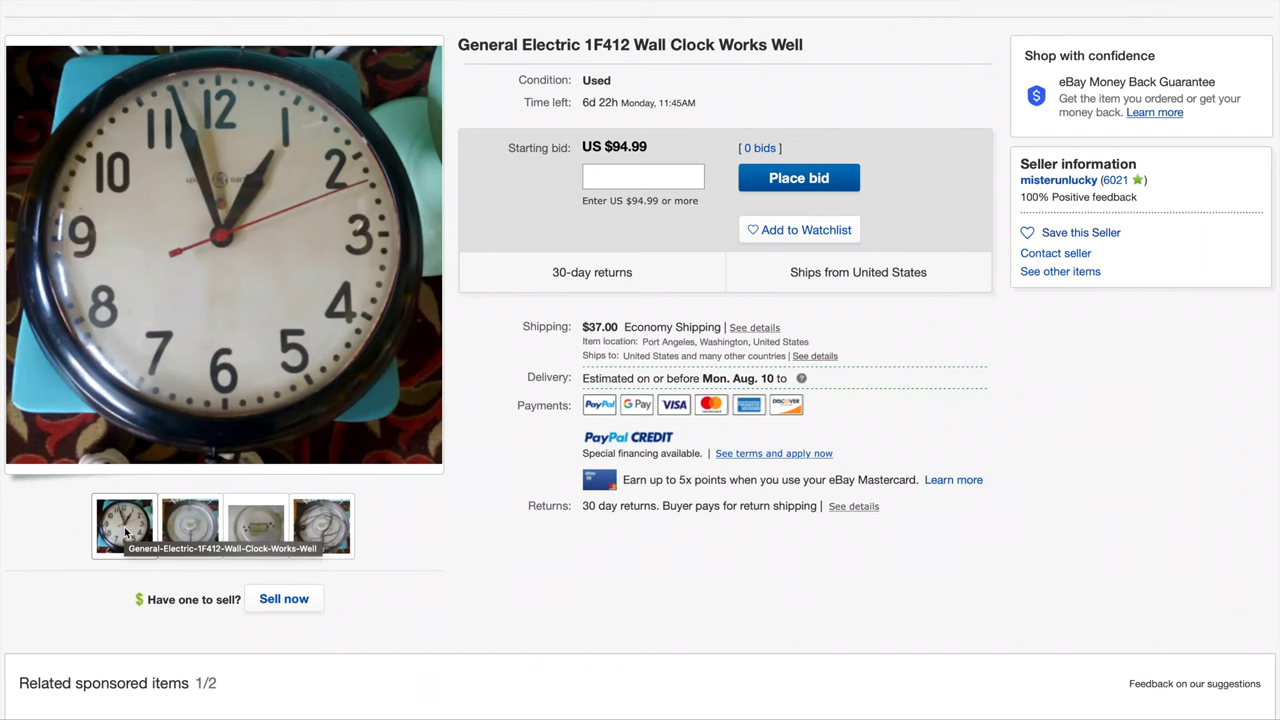 General Electric 1F412 Wall Clock Works Well
Condition: Used
Time left: 6d 22h Monday, 11:45AM
Starting bid: US $94.99 [ 0 bids ]
Place bid
Enter US $94.99 or more
Add to Watchlist
30-day returns Ships from United States
Shipping: $37.00 Economy Shipping | See details
Item location: Port Angeles, Washington, United States
Ships to: United States and many other countries | See details
Delivery: Estimated on or before Mon. Aug. 10 to ?
Payments: PayPal G Pay VISA MasterCard AMERICAN EXPRESS DISCOVER
PayPal CREDIT
Special financing available. | See terms and apply now
Earn up to 5x points when you use your eBay Mastercard. Learn more
Returns: 30 day returns. Buyer pays for return shipping | See details
Shop with confidence
$ eBay Money Back Guarantee
Get the item you ordered or get your
money back. Learn more
Seller information
misterunlucky (6021 )
100% Positive feedback
Save this Seller
Contact seller
See other items
12
1
2
3
4
5
6
7
8
9
10
11
GENERAL ELECTRIC
General-Electric-1F412-Wall-Clock-Works-Well
$ Have one to sell? Sell now
Related sponsored items 1/2
Feedback on our suggestions